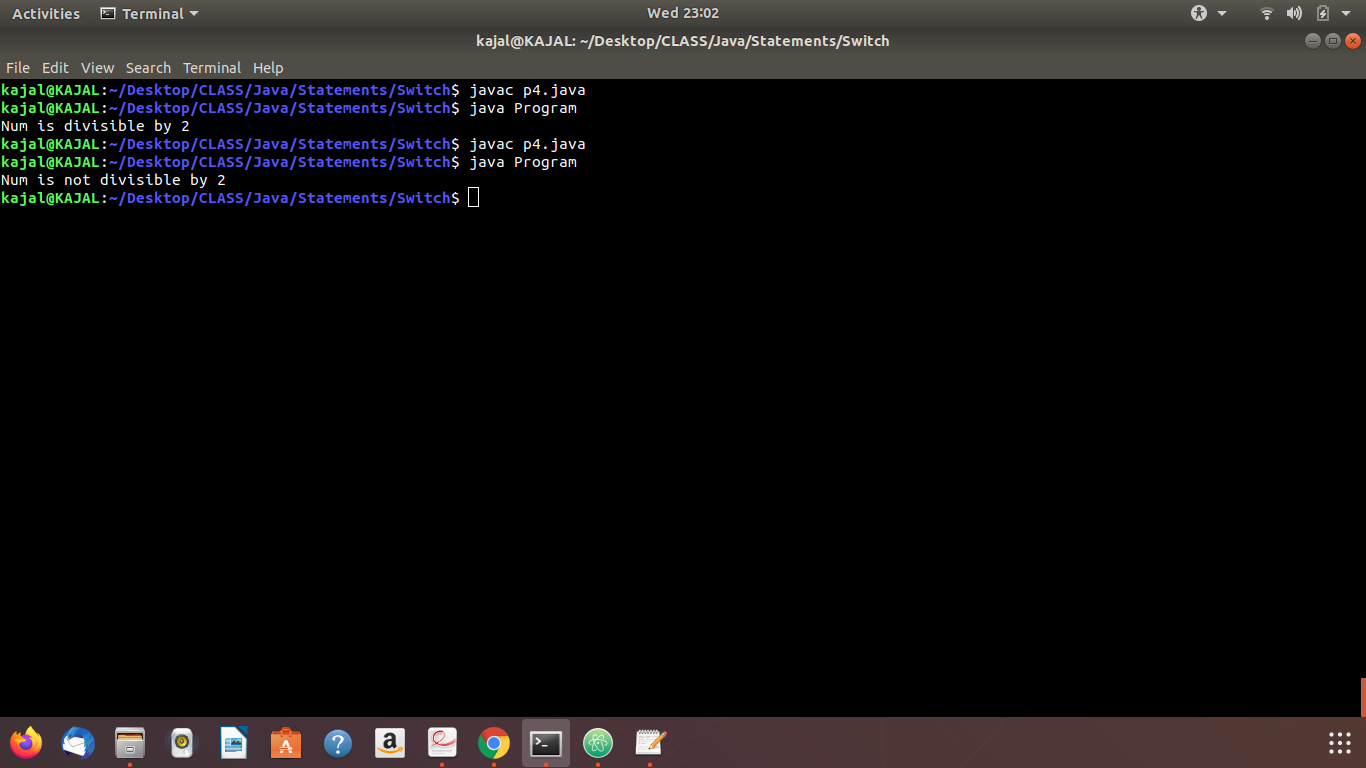 Activities Terminal Wed 23:02
kajal@KAJAL: ~/Desktop/CLASS/Java/Statements/Switch
File Edit View Search Terminal Help
kajal@KAJAL:~/Desktop/CLASS/Java/Statements/Switch$ javac p4.java
kajal@KAJAL:~/Desktop/CLASS/Java/Statements/Switch$ java Program
Num is divisible by 2
kajal@KAJAL:~/Desktop/CLASS/Java/Statements/Switch$ javac p4.java
kajal@KAJAL:~/Desktop/CLASS/Java/Statements/Switch$ java Program
Num is not divisible by 2
kajal@KAJAL:~/Desktop/CLASS/Java/Statements/Switch$